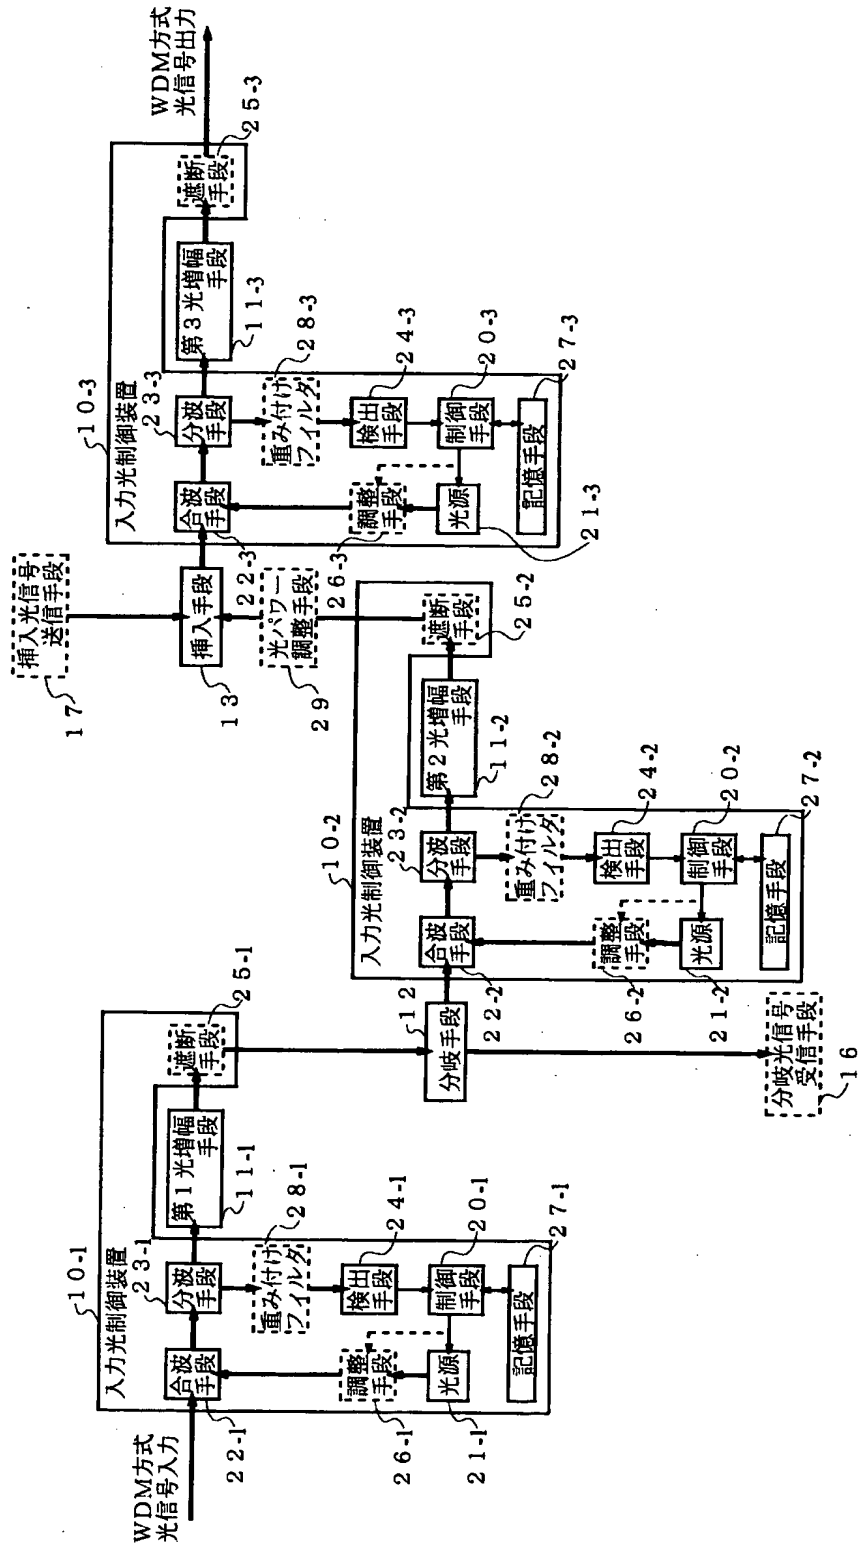 WDM方式
光信号入力
10-1
入力光制御装置
22-1
合波
手段
23-1
分波
手段
第1光増幅
手段
11-1
遮断
手段
25-1
28-1
重み付け
フィルタ
24-1
検出
手段
20-1
制御
手段
27-1
記憶手段
調整
手段
26-1
光源
21-1
12
分岐手段
分岐光信号
受信手段
16
10-2
入力光制御装置
22-2
合波
手段
23-2
分波
手段
第2光増幅
手段
11-2
遮断
手段
25-2
28-2
重み付け
フィルタ
24-2
検出
手段
20-2
制御
手段
27-2
記憶手段
調整
手段
26-2
光源
21-2
光パワー
調整手段
29
挿入光信号
送信手段
17
挿入手段
13
10-3
入力光制御装置
22-3
合波
手段
23-3
分波
手段
第3光増幅
手段
11-3
遮断
手段
25-3
28-3
重み付け
フィルタ
24-3
検出
手段
20-3
制御
手段
27-3
記憶手段
調整
手段
26-3
光源
21-3
WDM方式
光信号出力